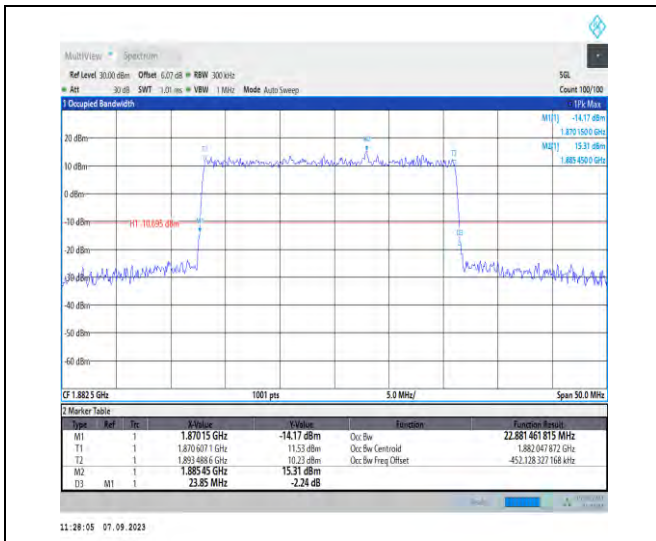 MultiView Spectrum
Ref Level 30.00 dBm Offset 6.07 dB RBW 300 kHz SGL
Att 30 dB SWT 1.01 ms VBW 1 MHz Mode Auto Sweep Count 100/100
1 Occupied Bandwidth 1Pk Max
M1[1] -14.17 dBm
1.870 150 0 GHz
M2[1] 15.31 dBm
1.885 450 0 GHz
20 dBm
10 dBm
0 dBm
-10 dBm
H1 -10.695 dBm
-20 dBm
-30 dBm
-40 dBm
-50 dBm
-60 dBm
T1
M2
T2
M1
D3
CF 1.882 5 GHz 1001 pts 5.0 MHz/ Span 50.0 MHz
2 Marker Table
Type Ref Trc X-Value Y-Value Function Function Result
M1 1 1.870 15 GHz -14.17 dBm Occ Bw 22.881 461 815 MHz
T1 1 1.870 607 1 GHz 11.53 dBm Occ Bw Centroid 1.882 047 872 GHz
T2 1 1.893 488 6 GHz 10.23 dBm Occ Bw Freq Offset -452.128 327 168 kHz
M2 1 1.885 45 GHz 15.31 dBm
D3 M1 1 23.85 MHz -2.24 dB
11:28:05 07.09.2023